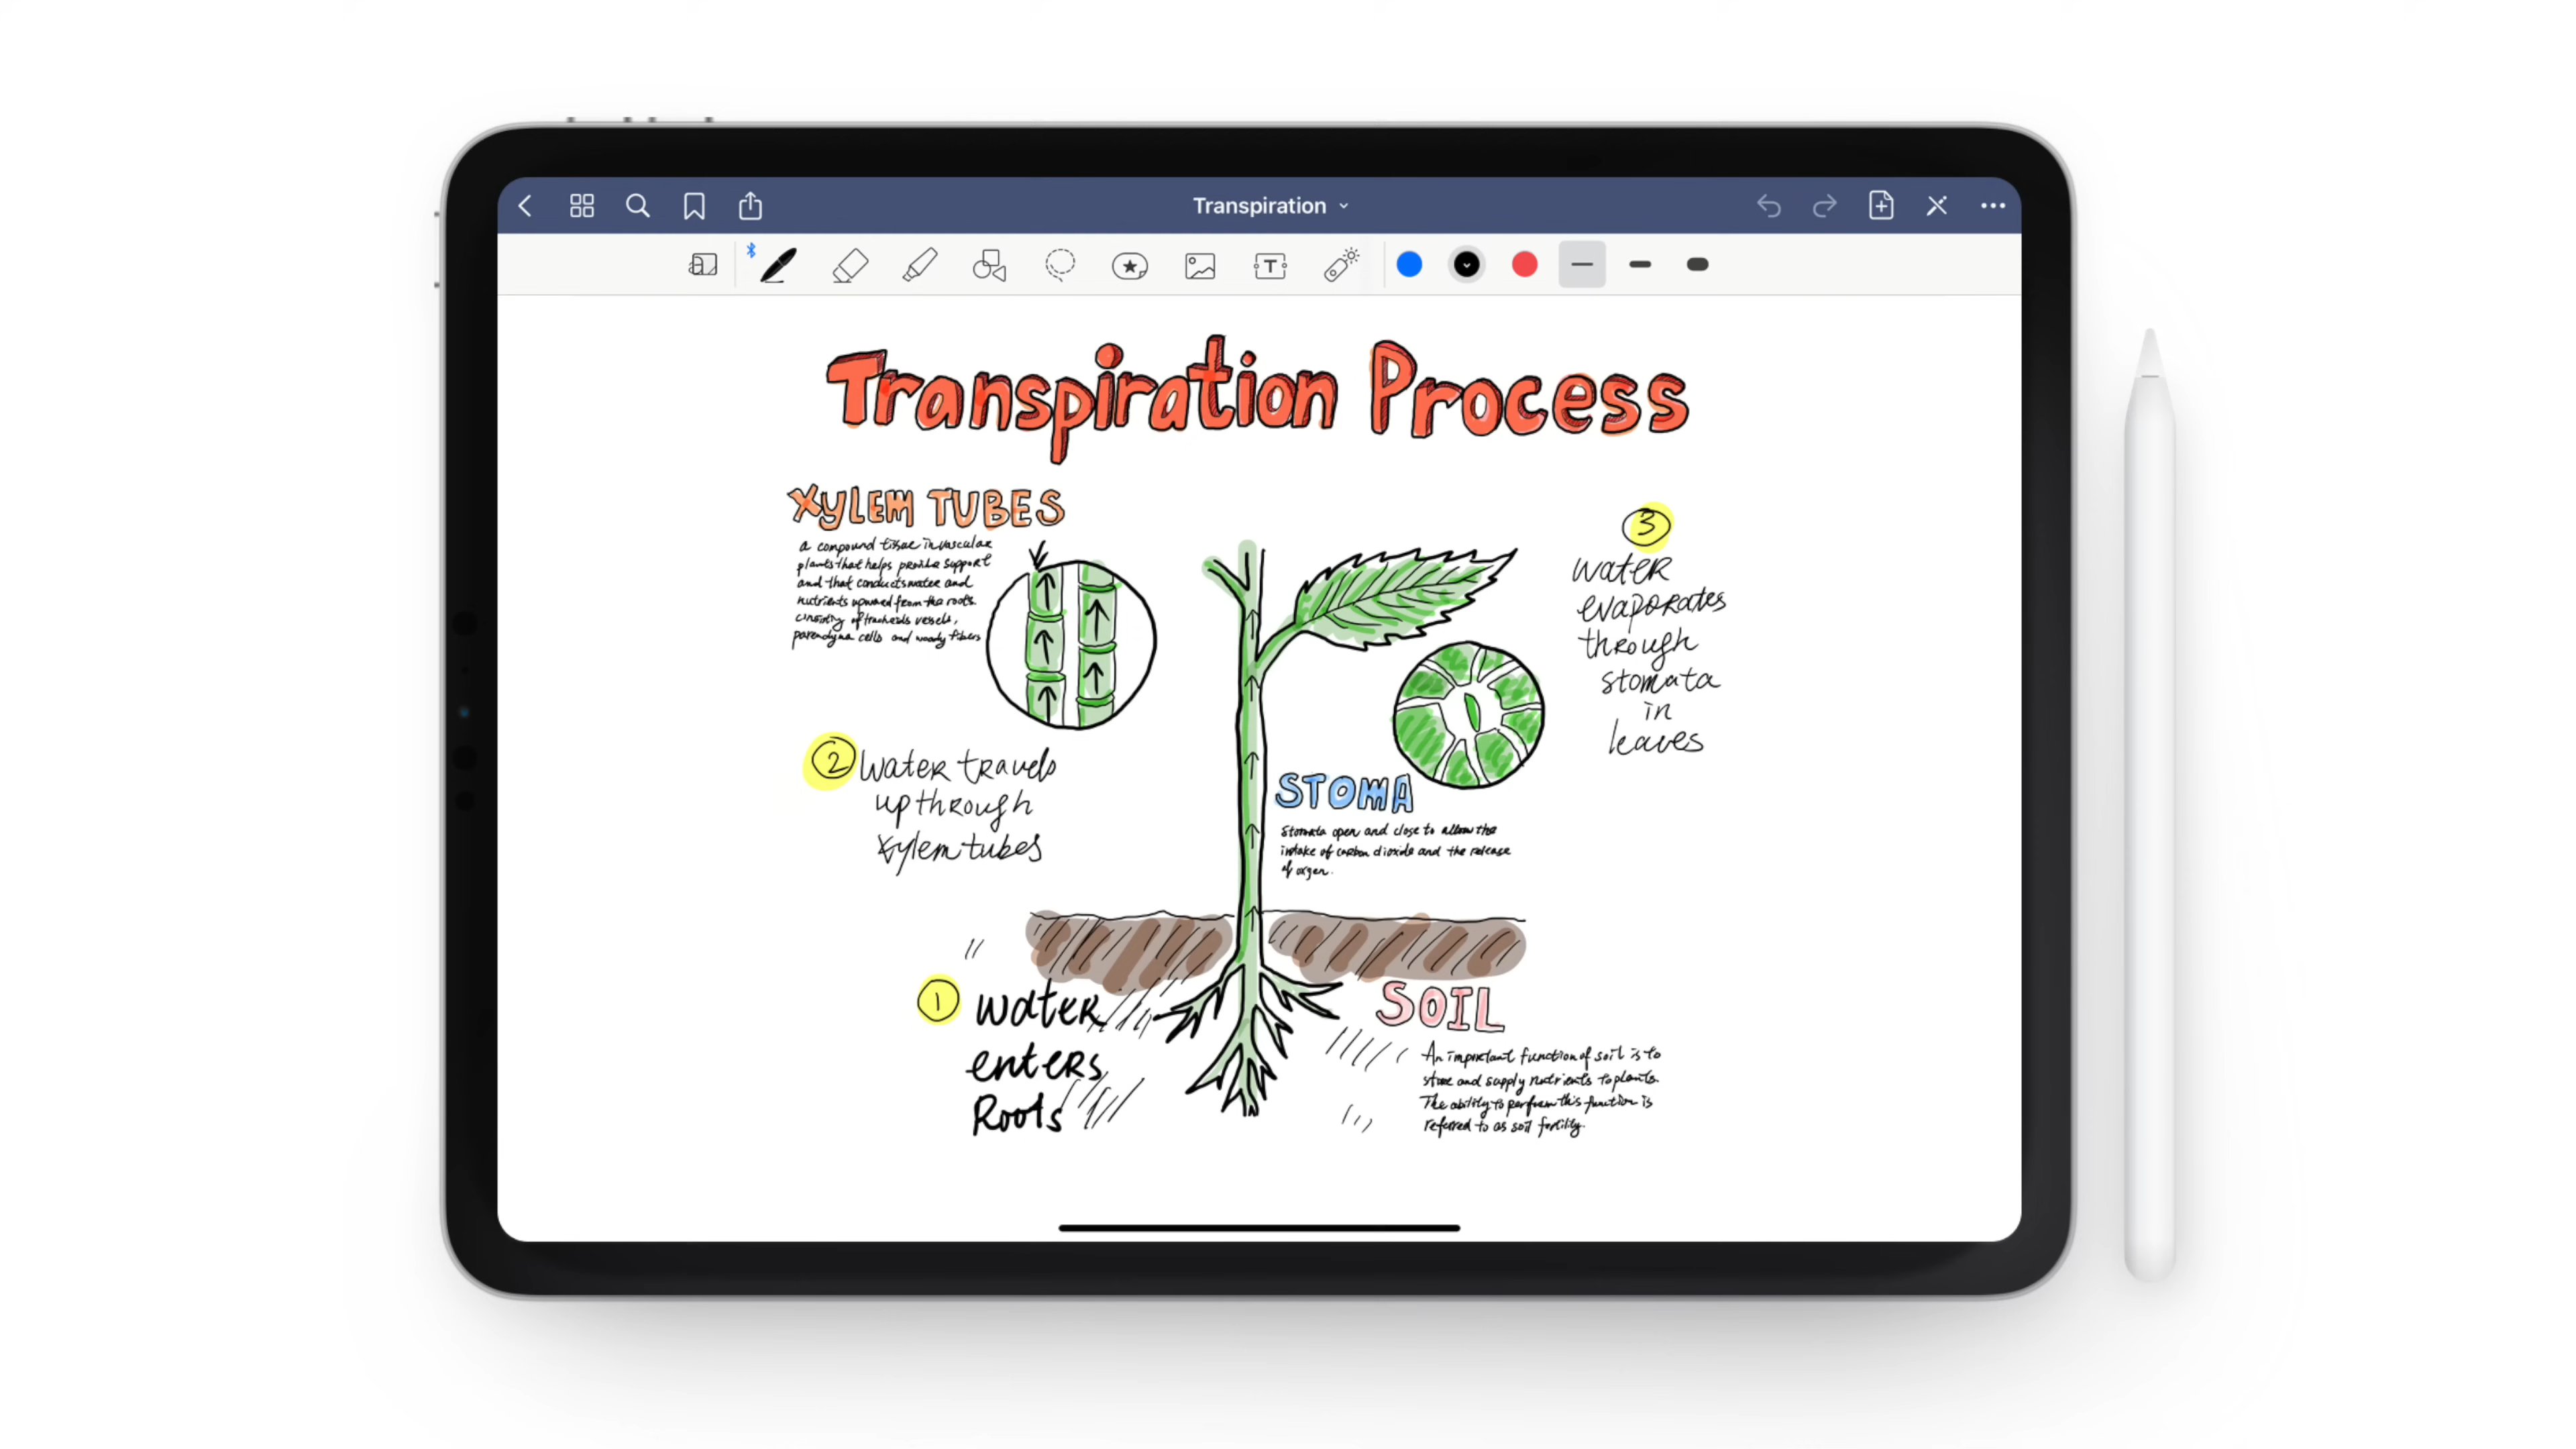 Transpiration
Transpiration Process
XYLEM TUBES
a compound tissue in vascular
plants that helps provide support
and that conducts water and
nutrients upward from the roots.
consisting of tracheids vessels,
cells and woody fibers
3
water
evaporates
through
stomata
in
leaves
2 Water travels
up through
xylem tubes
STOMA
Stomata open and close to allow the
intake of carbon dioxide and the release
of
1 Water
enters
Roots
SOIL
An important function of soil is to
store and supply nutrients to plants.
The ability to perform this function is
referred to as soil fertility.